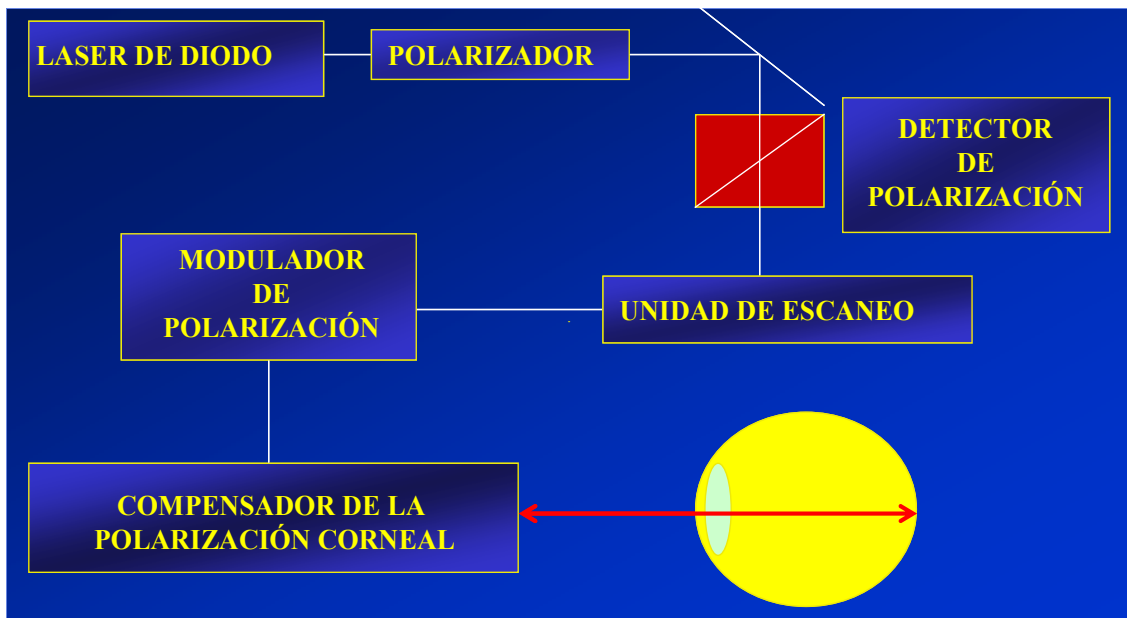 LASER DE DIODO
POLARIZADOR
DETECTOR
DE
POLARIZACIÓN
MODULADOR
DE
POLARIZACIÓN
UNIDAD DE ESCANEO
COMPENSADOR DE LA
POLARIZACIÓN CORNEAL